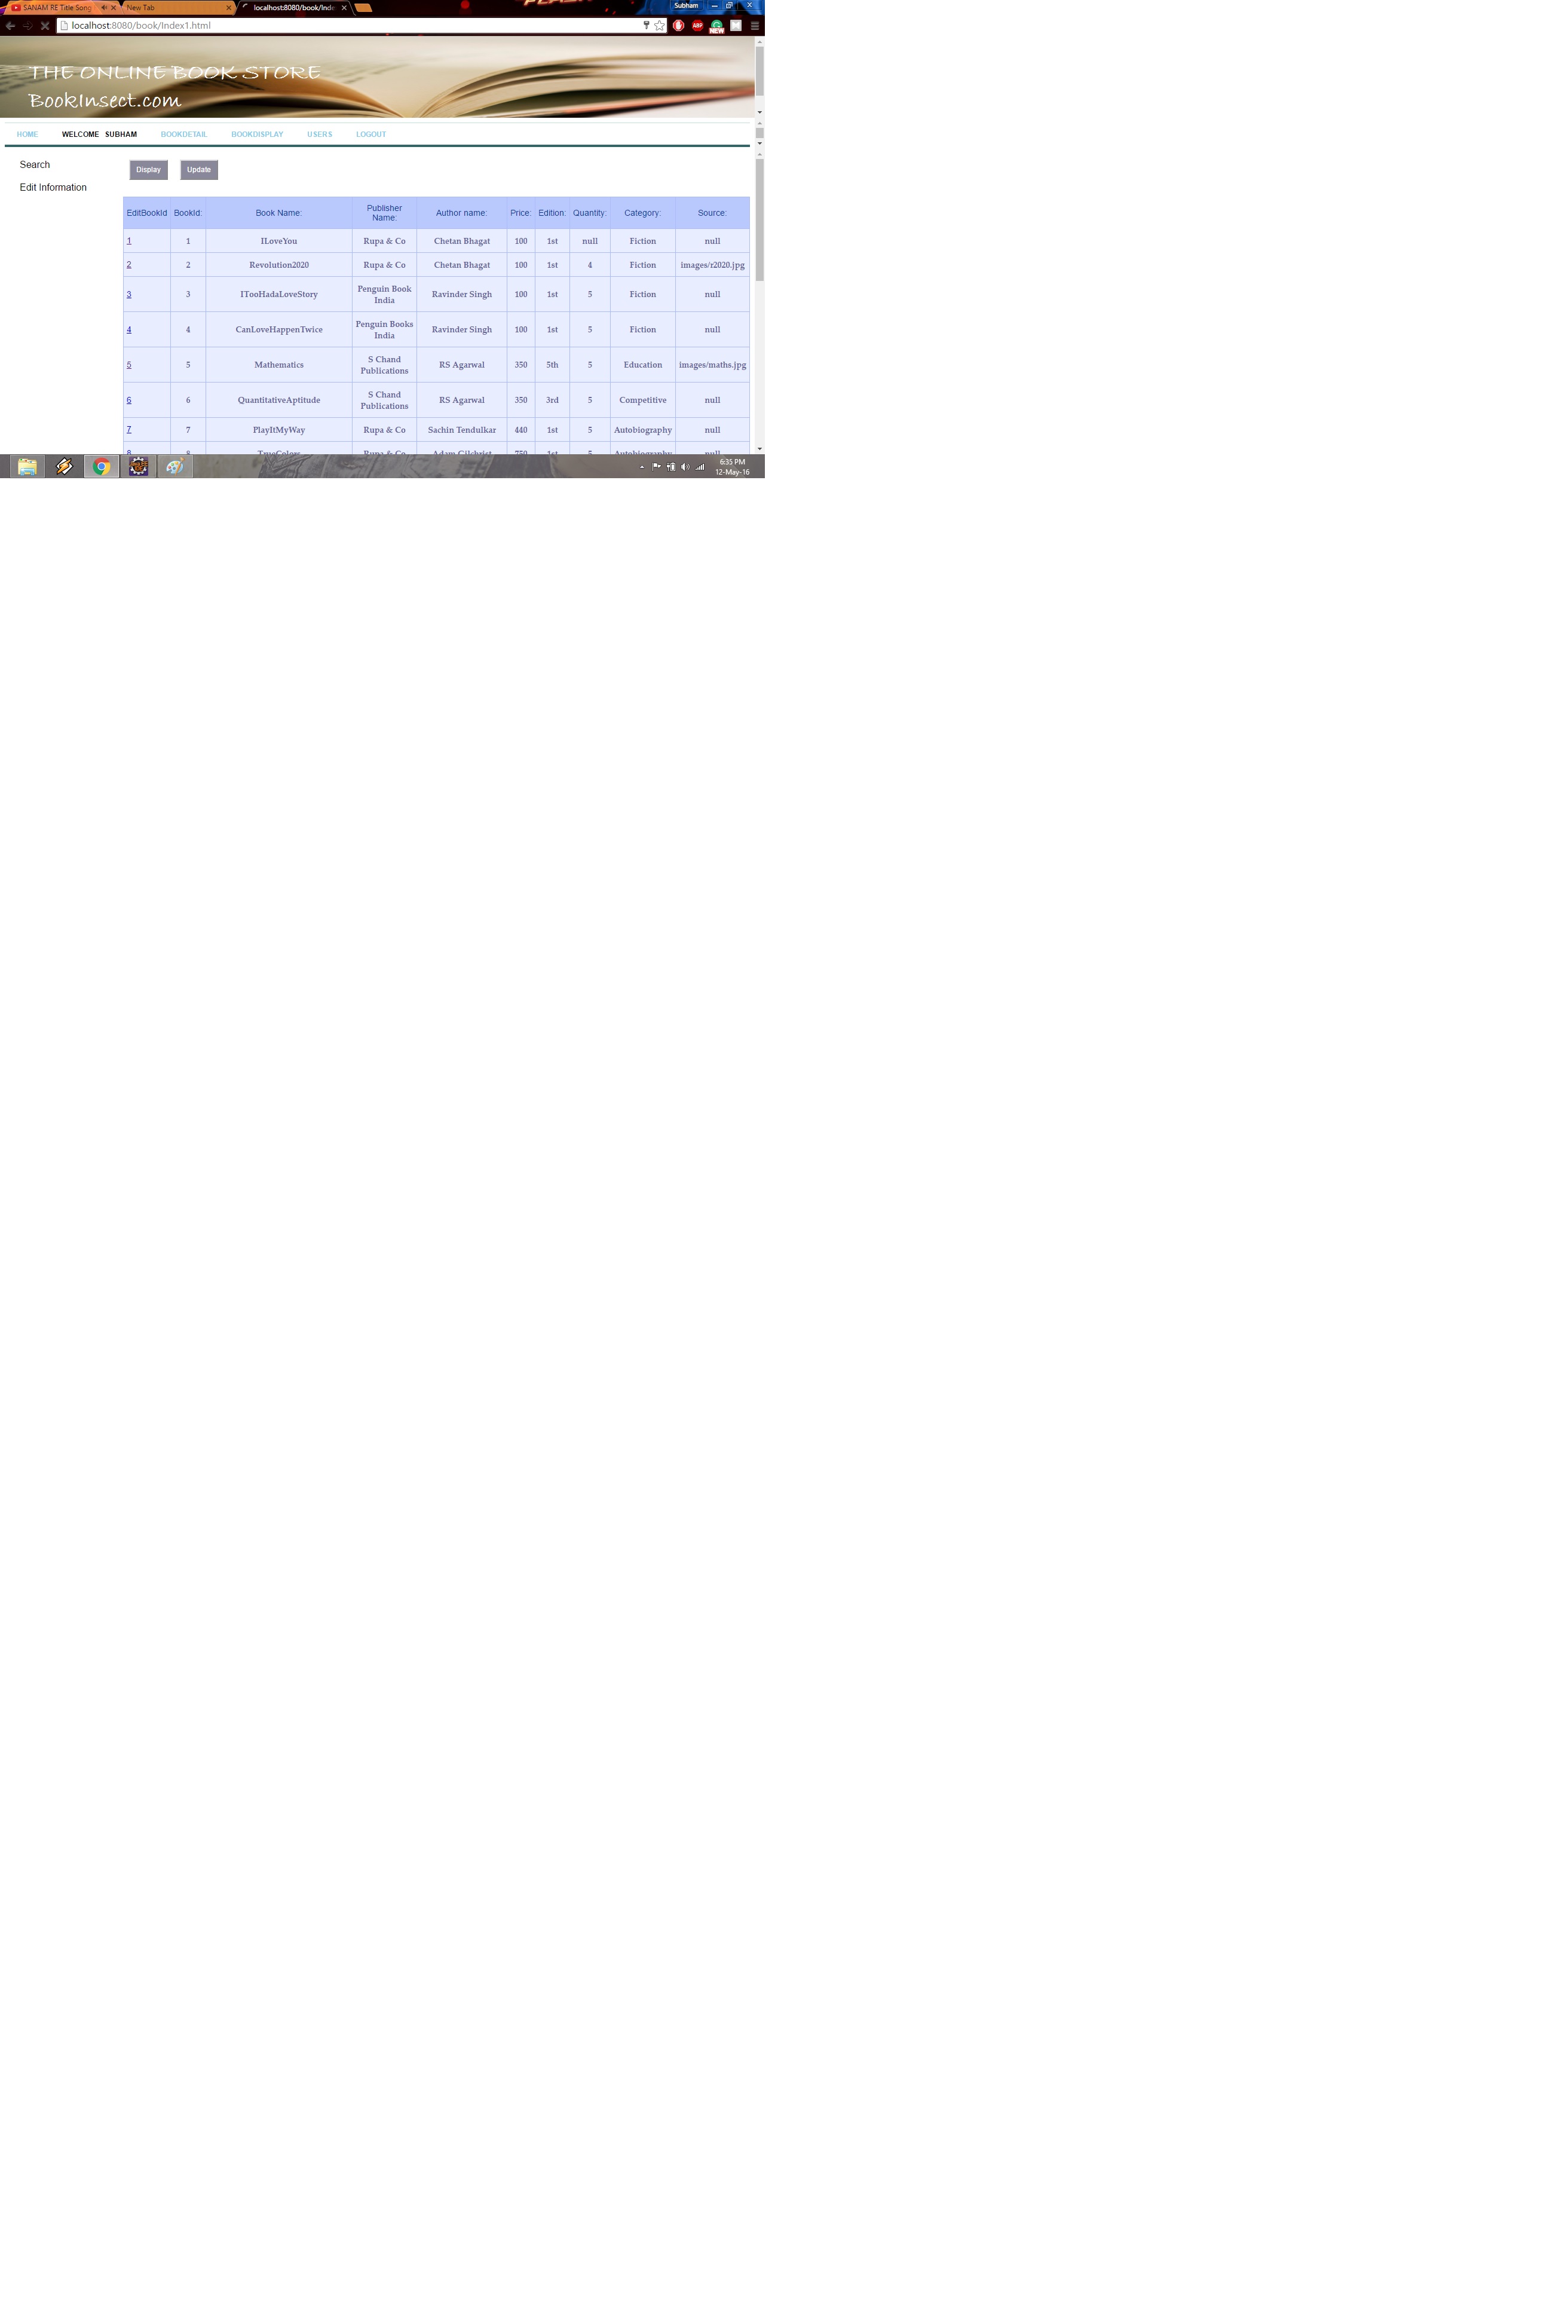 SANAM RE Title Song
New Tab
localhost:8080/book/Inde
Subham
localhost:8080/book/Index1.html
ABP
NEW
THE ONLINE BOOK STORE
BookInsect.com
HOME WELCOME SUBHAM BOOKDETAIL BOOKDISPLAY USERS LOGOUT
Search
Edit Information
Display Update
EditBookId BookId: Book Name: Publisher Name: Author name: Price: Edition: Quantity: Category: Source:
1 1 ILoveYou Rupa & Co Chetan Bhagat 100 1st null Fiction null
2 2 Revolution2020 Rupa & Co Chetan Bhagat 100 1st 4 Fiction images/r2020.jpg
3 3 ITooHadaLoveStory Penguin Book India Ravinder Singh 100 1st 5 Fiction null
4 4 CanLoveHappenTwice Penguin Books India Ravinder Singh 100 1st 5 Fiction null
5 5 Mathematics S Chand Publications RS Agarwal 350 5th 5 Education images/maths.jpg
6 6 QuantitativeAptitude S Chand Publications RS Agarwal 350 3rd 5 Competitive null
7 7 PlayItMyWay Rupa & Co Sachin Tendulkar 440 1st 5 Autobiography null
8 8 TrueColors Rupa & Co Adam Gilchrist 750 1st 5 Autobiography null
6:35 PM
12-May-16